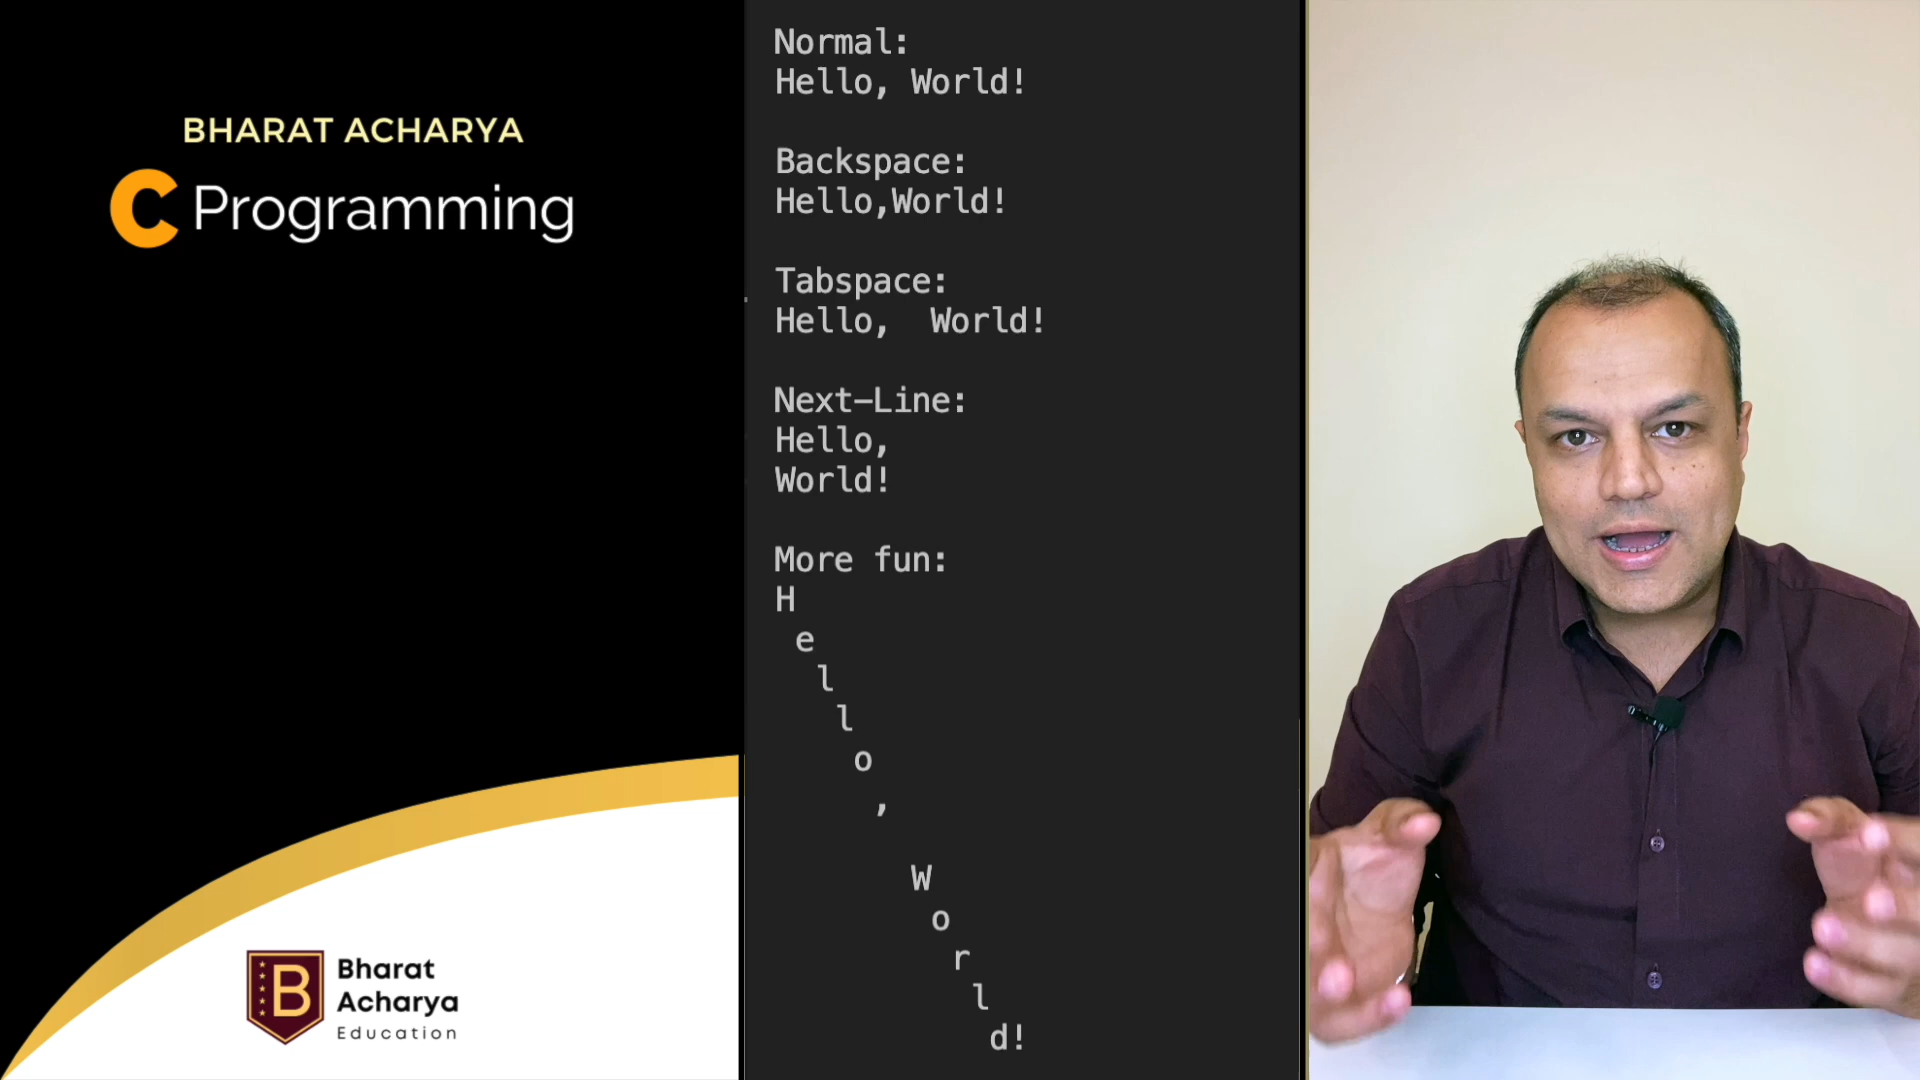 BHARAT ACHARYA
C Programming
Bharat
Acharya
Education
B
Normal:
Hello, World!
Backspace:
Hello,World!
Tabspace:
Hello,  World!
Next-Line:
Hello,
World!
More fun:
H
 e
  l
   l
    o
     ,
       W
        o
         r
          l
           d!